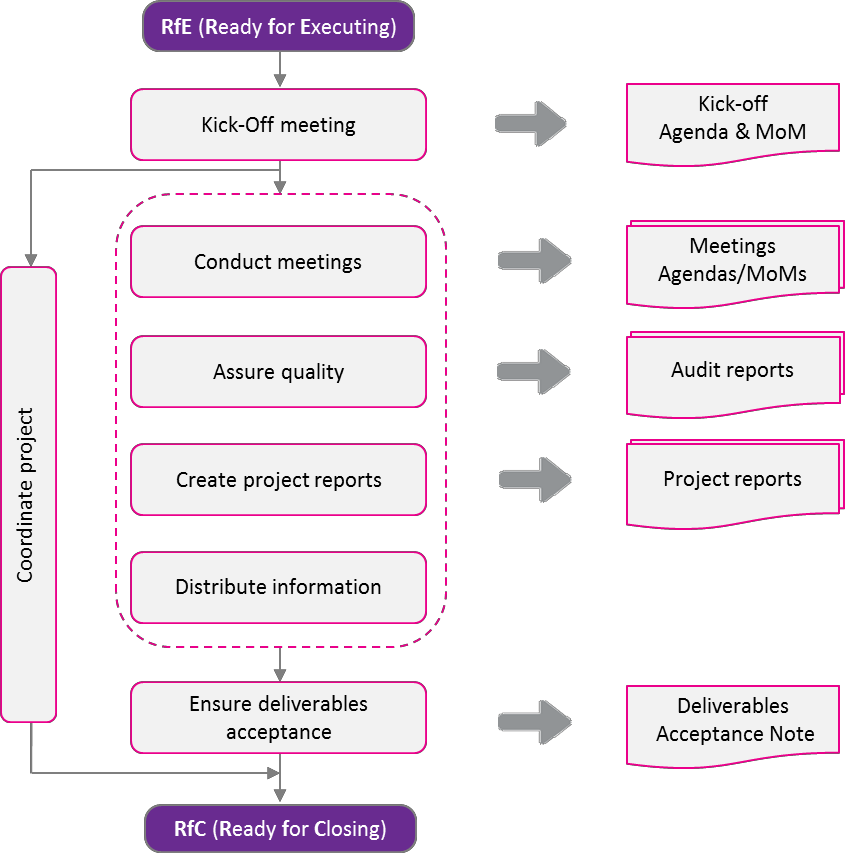 RfE (Ready for Executing)
Kick-Off meeting
Kick-off
Agenda & MoM
Conduct meetings
Meetings
Agendas/MoMs
Assure quality
Audit reports
Coordinate project
Create project reports
Project reports
Distribute information
Ensure deliverables
acceptance
Deliverables
Acceptance Note
RfC (Ready for Closing)